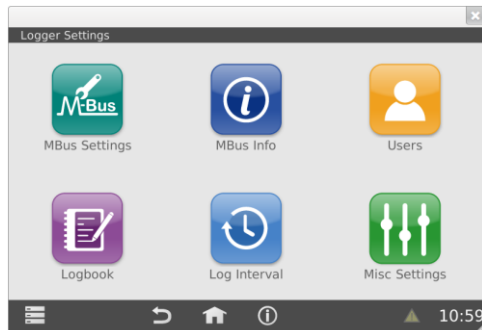 Logger Settings
M-Bus
MBus Settings
MBus Info
Users
Logbook
Log Interval
Misc Settings
10:59